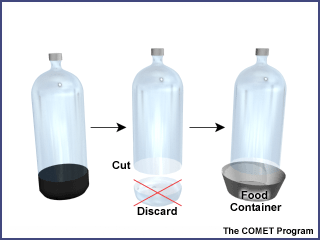 Cut
Discard
Food
Container
The COMET Program